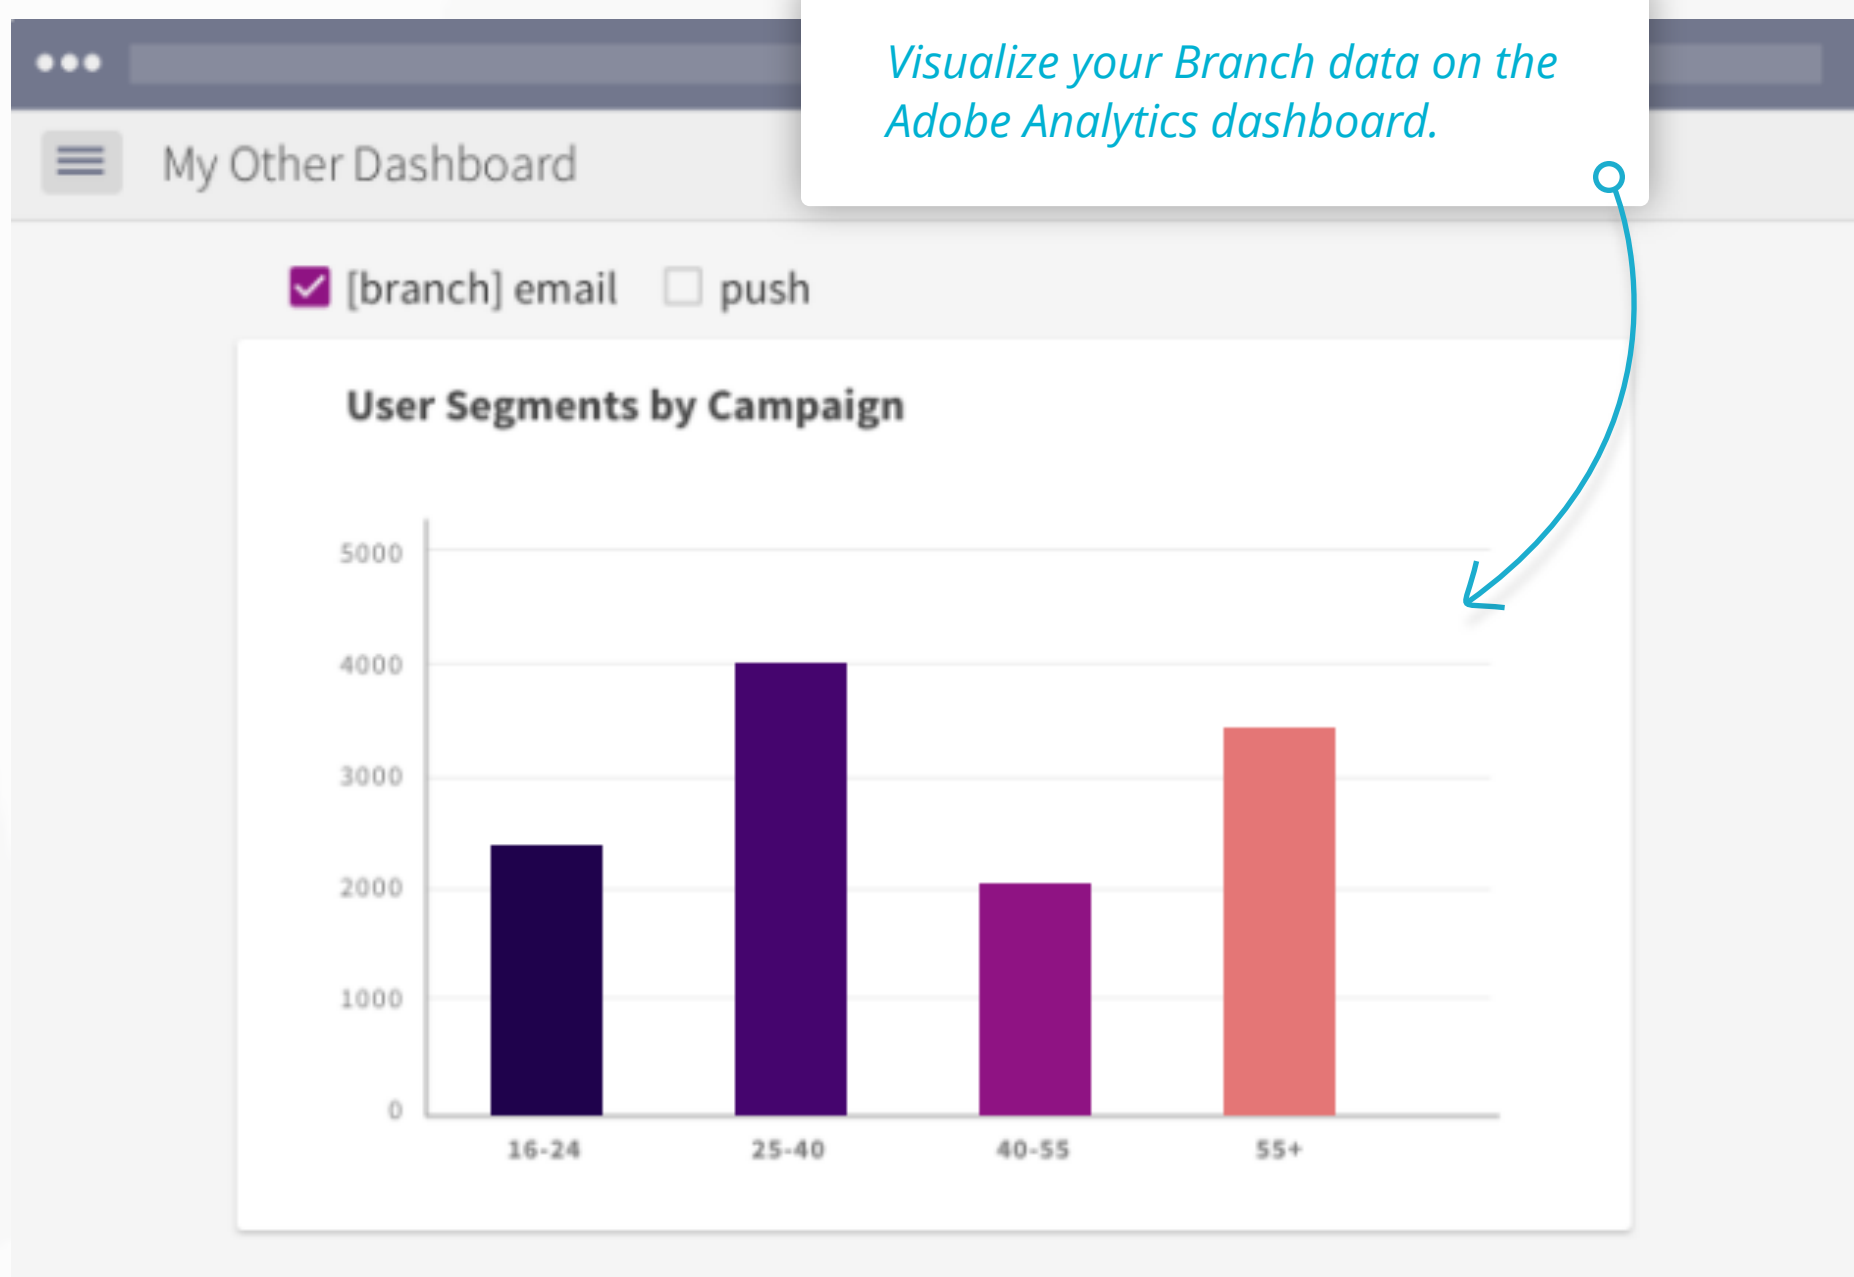 Visualize your Branch data on the
Adobe Analytics dashboard.
My Other Dashboard
[branch] email push
User Segments by Campaign
5000
4000
3000
2000
1000
0
16-24 25-40 40-55 55+